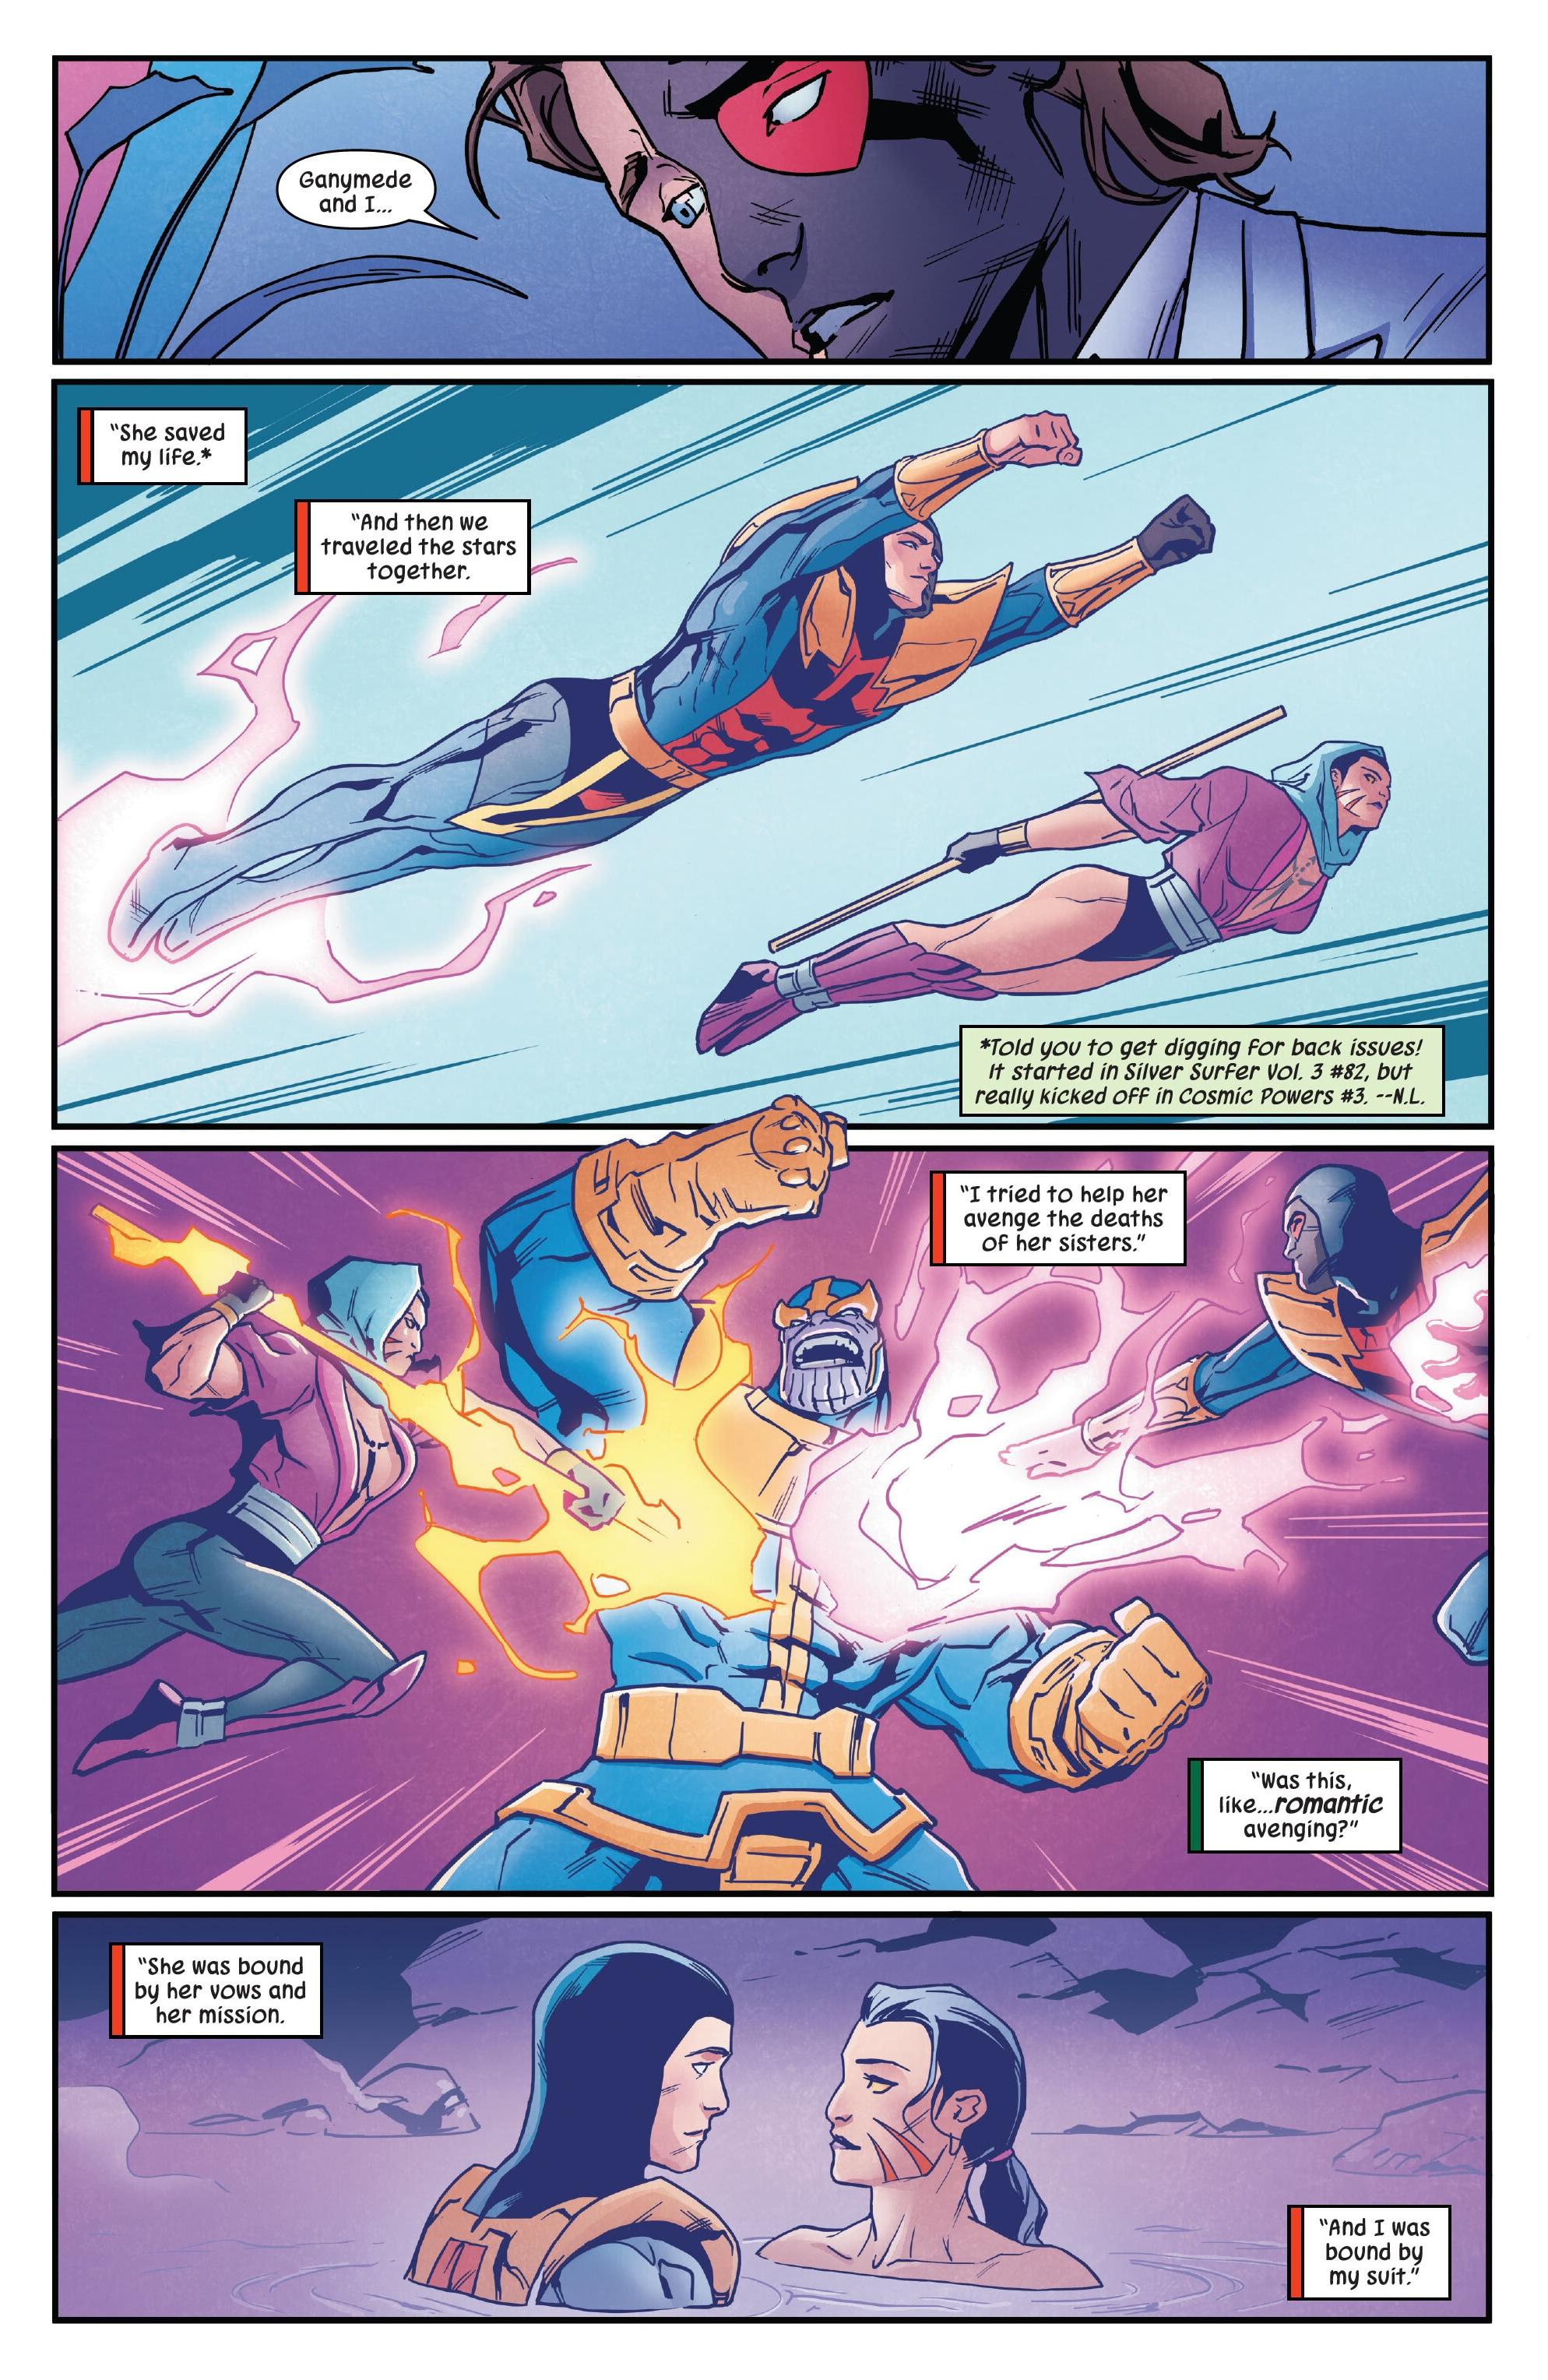 Ganymede
and I...
"She saved
my life.*
"And then we
traveled the stars
together.
*Told you to get digging for back issues!
It started in Silver Surfer Vol. 3 #82, but
really kicked off in Cosmic Powers #3. --N.L.
"I tried to help her
avenge the deaths
of her sisters."
"Was this,
like...romantic
avenging?"
"She was bound
by her vows and
her mission.
"And I was
bound by
my suit."